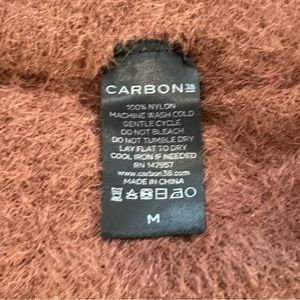 CARBON38
100% NYLON
MACHINE WASH COLD
GENTLE CYCLE
DO NOT BLEACH
DO NOT TUMBLE DRY
LAY FLAT TO DRY
COOL IRON IF NEEDED
RN 147957
www.carbon38.com
MADE IN CHINA
M